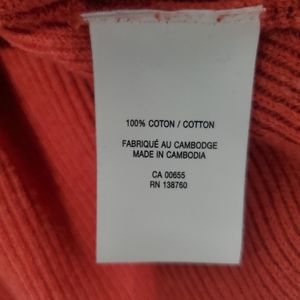 100% COTON / COTTON
FABRIQUÉ AU CAMBODGE
MADE IN CAMBODIA
CA 00655
RN 138760